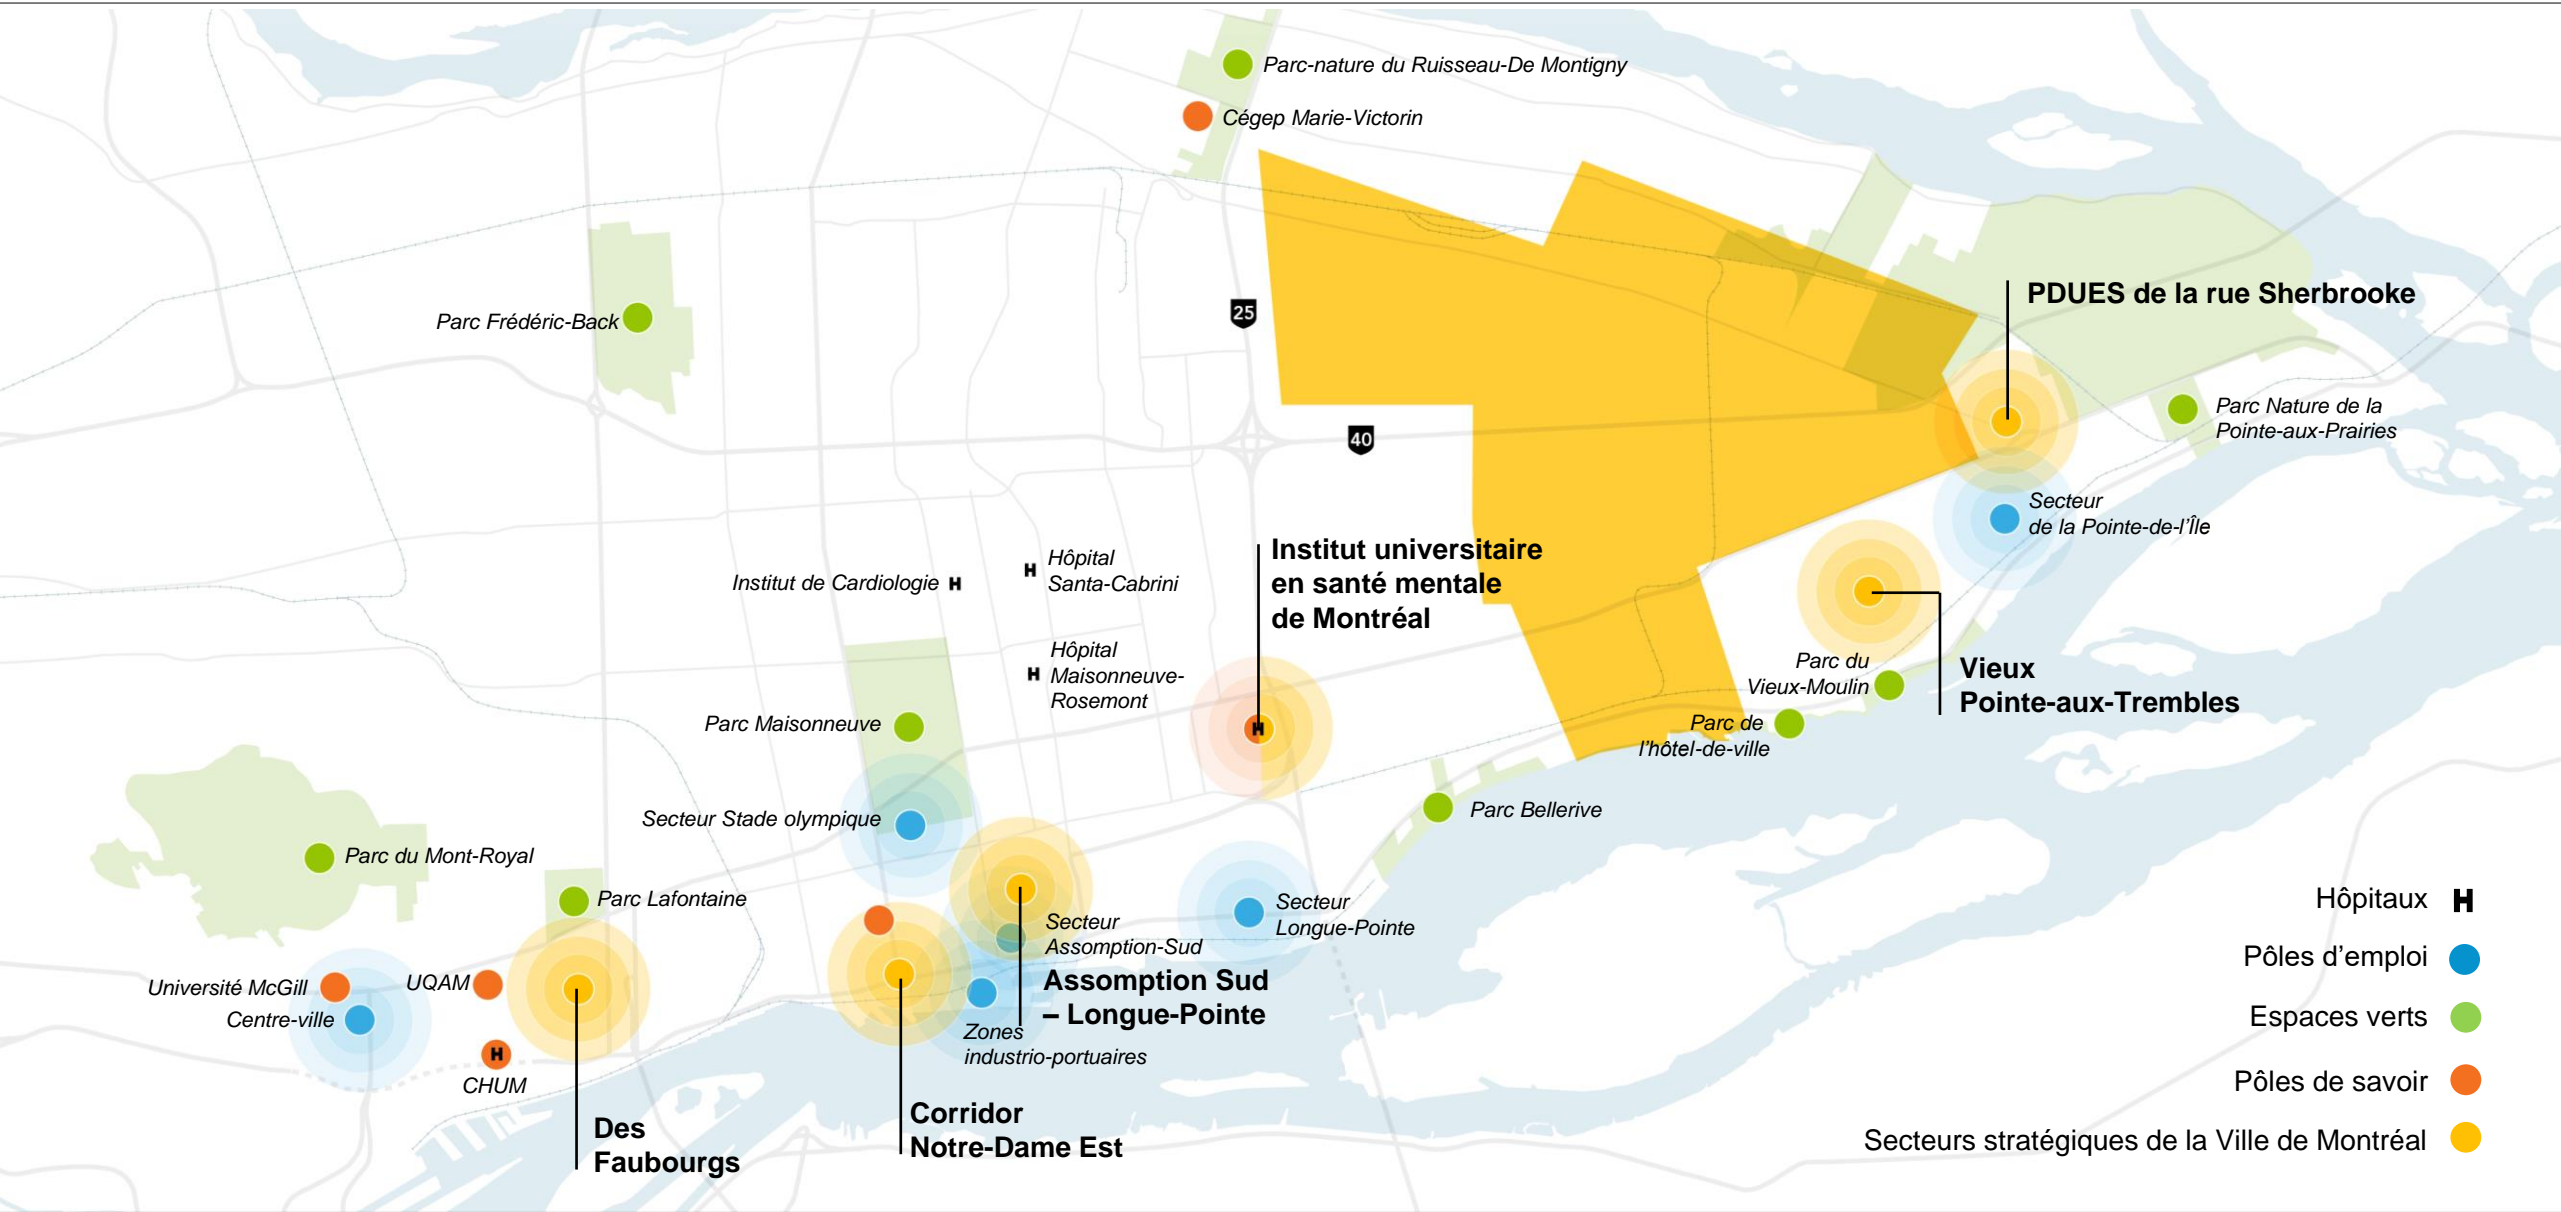 Parc-nature du Ruisseau-De Montigny
Cégep Marie-Victorin
PDUES de la rue Sherbrooke
25
Parc Frédéric-Back
Parc Nature de la
Pointe-aux-Prairies
40
Secteur
de la Pointe-de-l'Île
Institut universitaire
en santé mentale
de Montréal
Hôpital
Santa-Cabrini
H
Institut de Cardiologie H
Hôpital
Maisonneuve-
Rosemont
H
Parc du
Vieux-Moulin
Vieux
Pointe-aux-Trembles
Parc Maisonneuve
H
Parc de
l'hôtel-de-ville
Secteur Stade olympique
Parc Bellerive
Parc du Mont-Royal
Parc Lafontaine
Secteur
Assomption-Sud
Secteur
Longue-Pointe
Assomption Sud
– Longue-Pointe
Université McGill
UQAM
Centre-ville
Zones
industrio-portuaires
H
CHUM
Des
Faubourgs
Corridor
Notre-Dame Est
Hôpitaux H
Pôles d'emploi
Espaces verts
Pôles de savoir
Secteurs stratégiques de la Ville de Montréal